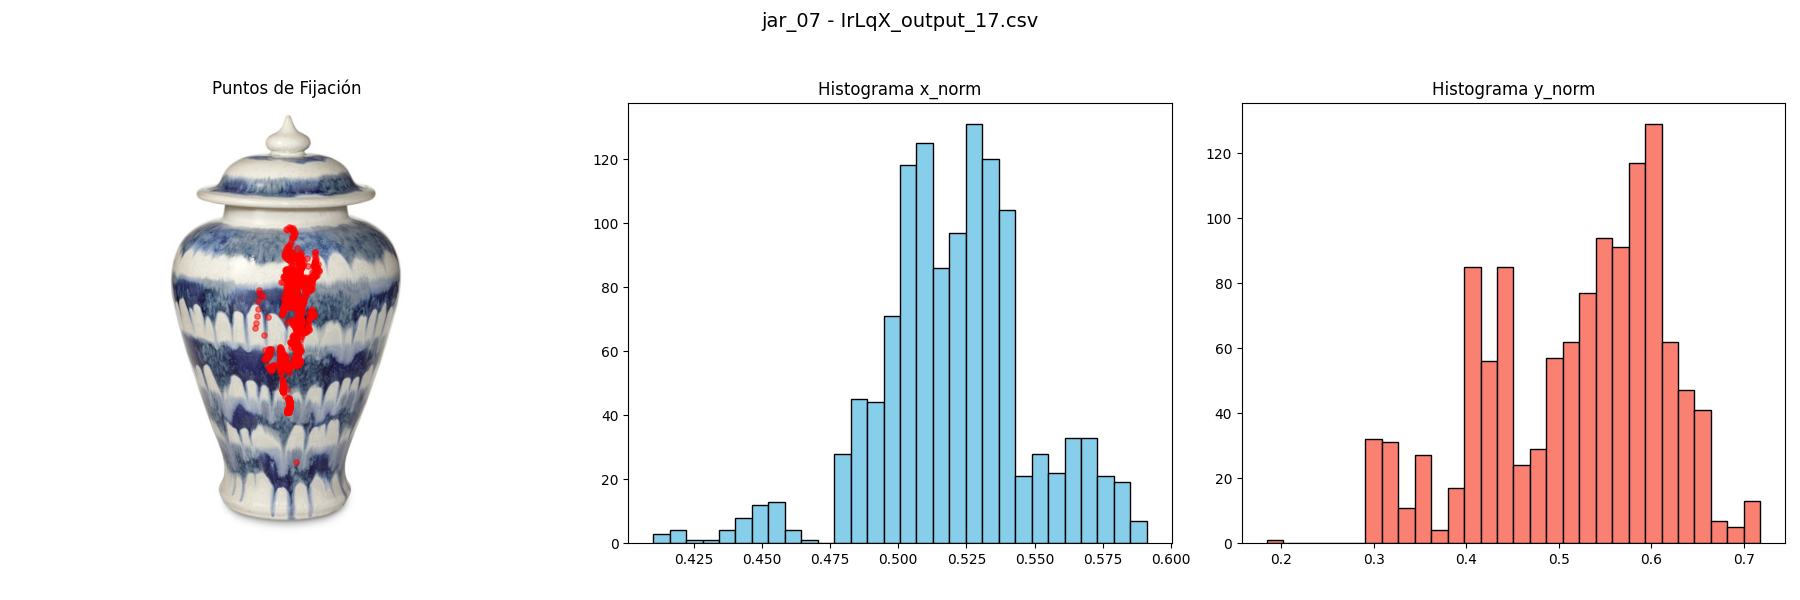 jar_07 - IrLqX_output_17.csv
Puntos de Fijación
Histograma x_norm
120
100
80
60
40
20
0
0.425 0.450 0.475 0.500 0.525 0.550 0.575 0.600
Histograma y_norm
120
100
80
60
40
20
0
0.2 0.3 0.4 0.5 0.6 0.7